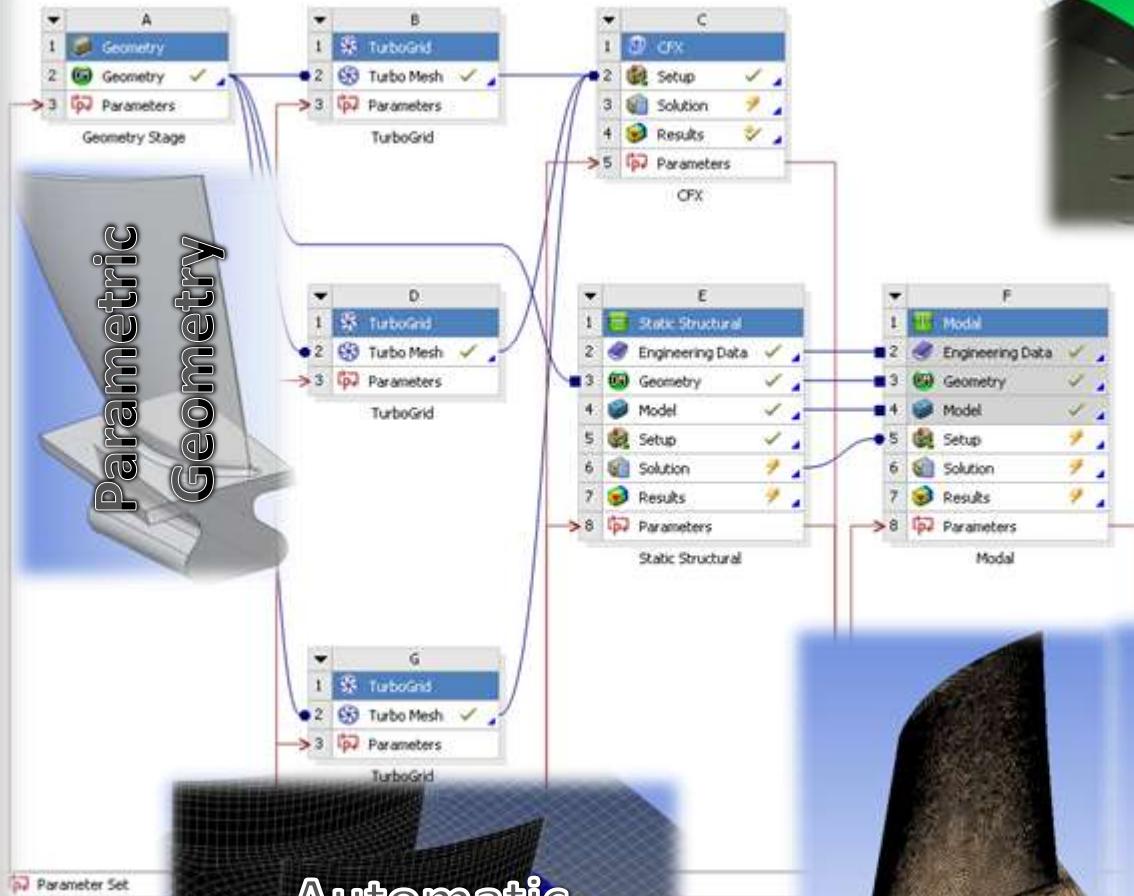 A
1 Geometry
2 Geometry
3 Parameters
Geometry Stage
B
1 TurboGrid
2 Turbo Mesh
3 Parameters
TurboGrid
C
1 CFX
2 Setup
3 Solution
4 Results
5 Parameters
CFX
Parametric
Geometry
D
1 TurboGrid
2 Turbo Mesh
3 Parameters
TurboGrid
E
1 Static Structural
2 Engineering Data
3 Geometry
4 Model
5 Setup
6 Solution
7 Results
8 Parameters
Static Structural
F
1 Modal
2 Engineering Data
3 Geometry
4 Model
5 Setup
6 Solution
7 Results
8 Parameters
Modal
G
1 TurboGrid
2 Turbo Mesh
3 Parameters
TurboGrid
Parameter Set
Automatic